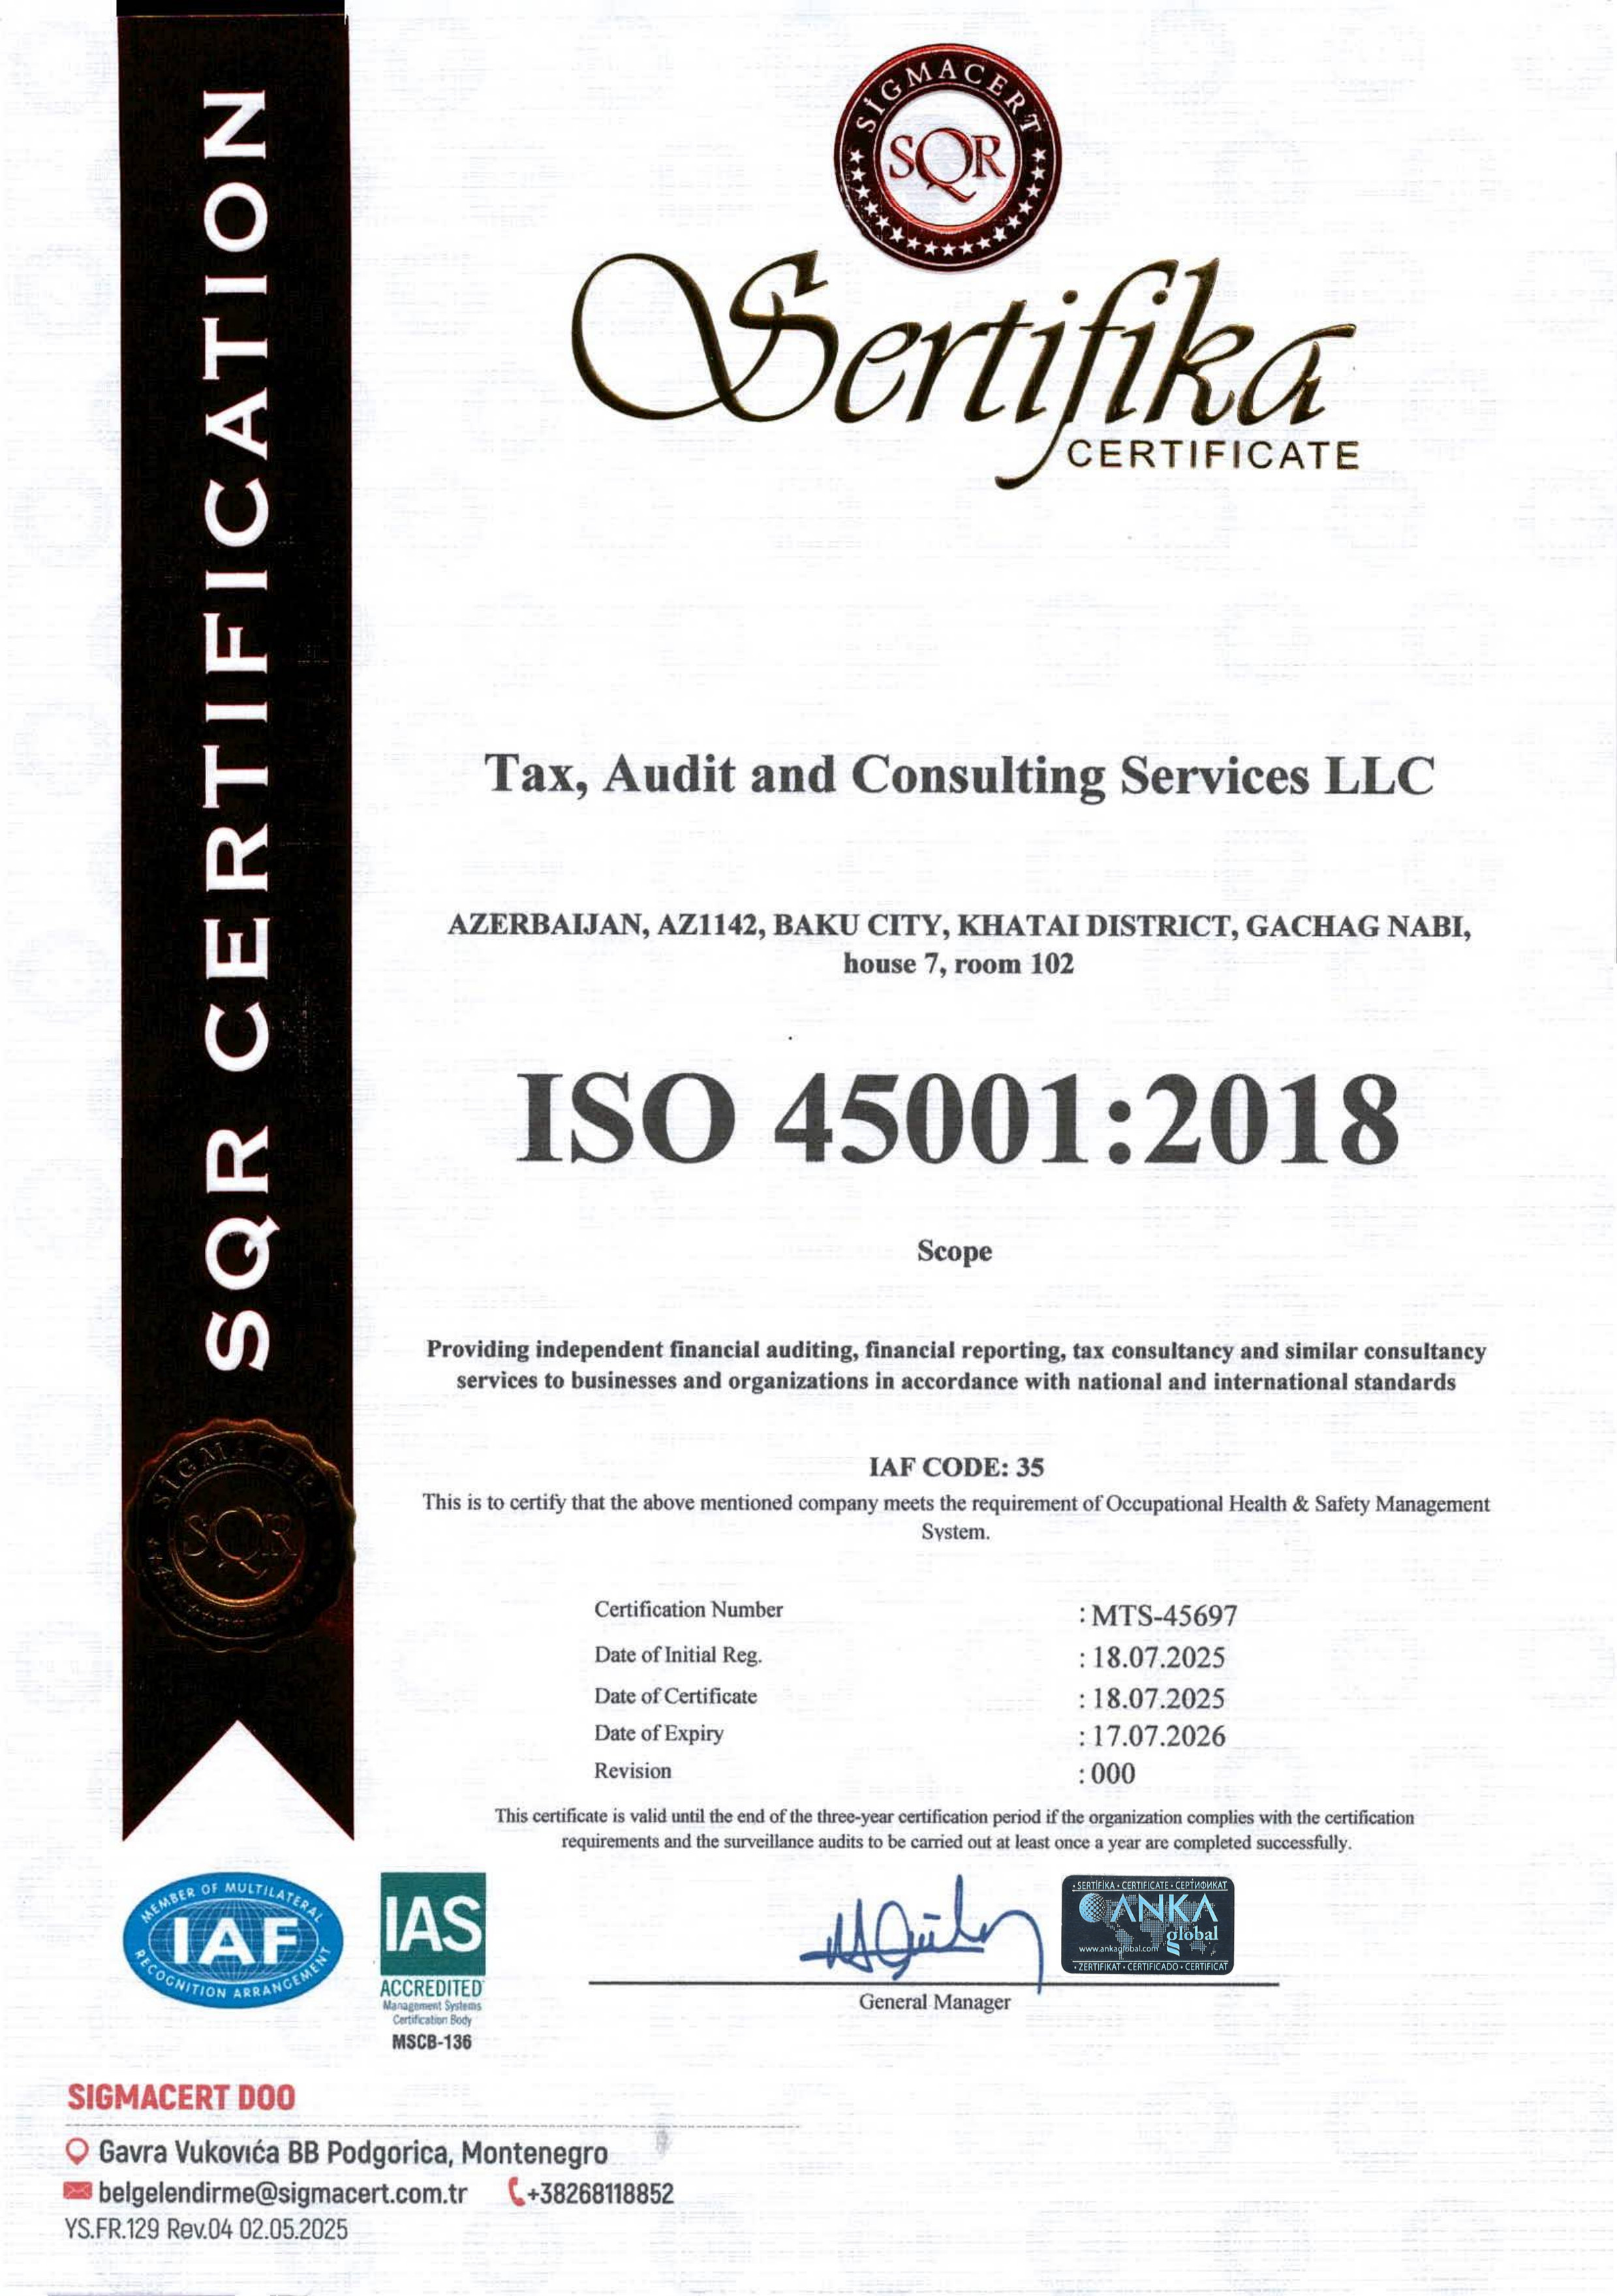 SQR CERTIFICATION
SİGMACERT
SQR
Sertifika
CERTIFICATE
Tax, Audit and Consulting Services LLC
AZERBAIJAN, AZ1142, BAKU CITY, KHATAI DISTRICT, GACHAG NABI,
house 7, room 102
ISO 45001:2018
Scope
Providing independent financial auditing, financial reporting, tax consultancy and similar consultancy
services to businesses and organizations in accordance with national and international standards
IAF CODE: 35
This is to certify that the above mentioned company meets the requirement of Occupational Health & Safety Management
System.
Certification Number : MTS-45697
Date of Initial Reg. : 18.07.2025
Date of Certificate : 18.07.2025
Date of Expiry : 17.07.2026
Revision : 000
This certificate is valid until the end of the three-year certification period if the organization complies with the certification
requirements and the surveillance audits to be carried out at least once a year are completed successfully.
SİGMACERT
SQR
MEMBER OF MULTILATERAL
IAF
RECOGNITION ARRANGEMENT
IAS
ACCREDITED
Management Systems
Certification Body
MSCB-136
• SERTİFİKA • CERTIFICATE • СЕРТИФИКАТ
ANKA
global
www.ankaglobal.com
• ZERTIFIKAT • CERTIFICADO • CERTIFICAT
General Manager
SIGMACERT DOO
Gavra Vukovıća BB Podgorica, Montenegro
belgelendirme@sigmacert.com.tr +38268118852
YS.FR.129 Rev.04 02.05.2025